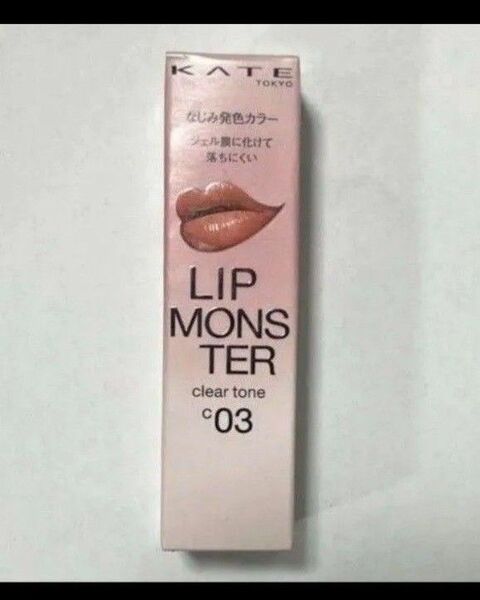 KATE
TOKYO
なじみ発色カラー
ジェル膜に化けて
落ちにくい
LIP
MONS
TER
clear tone
C03